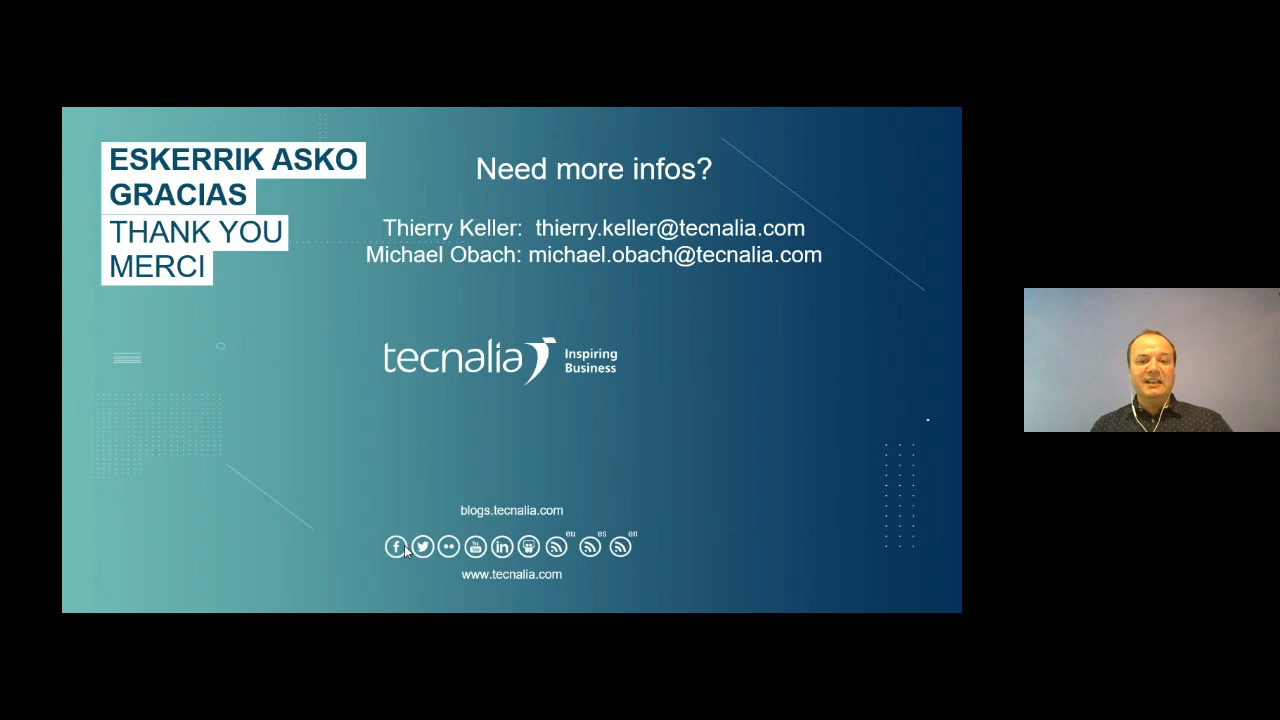 ESKERRIK ASKO
GRACIAS
THANK YOU
MERCI
Need more infos?
Thierry Keller: thierry.keller@tecnalia.com
Michael Obach: michael.obach@tecnalia.com
tecnalia Inspiring
Business
blogs.tecnalia.com
eu es en
www.tecnalia.com